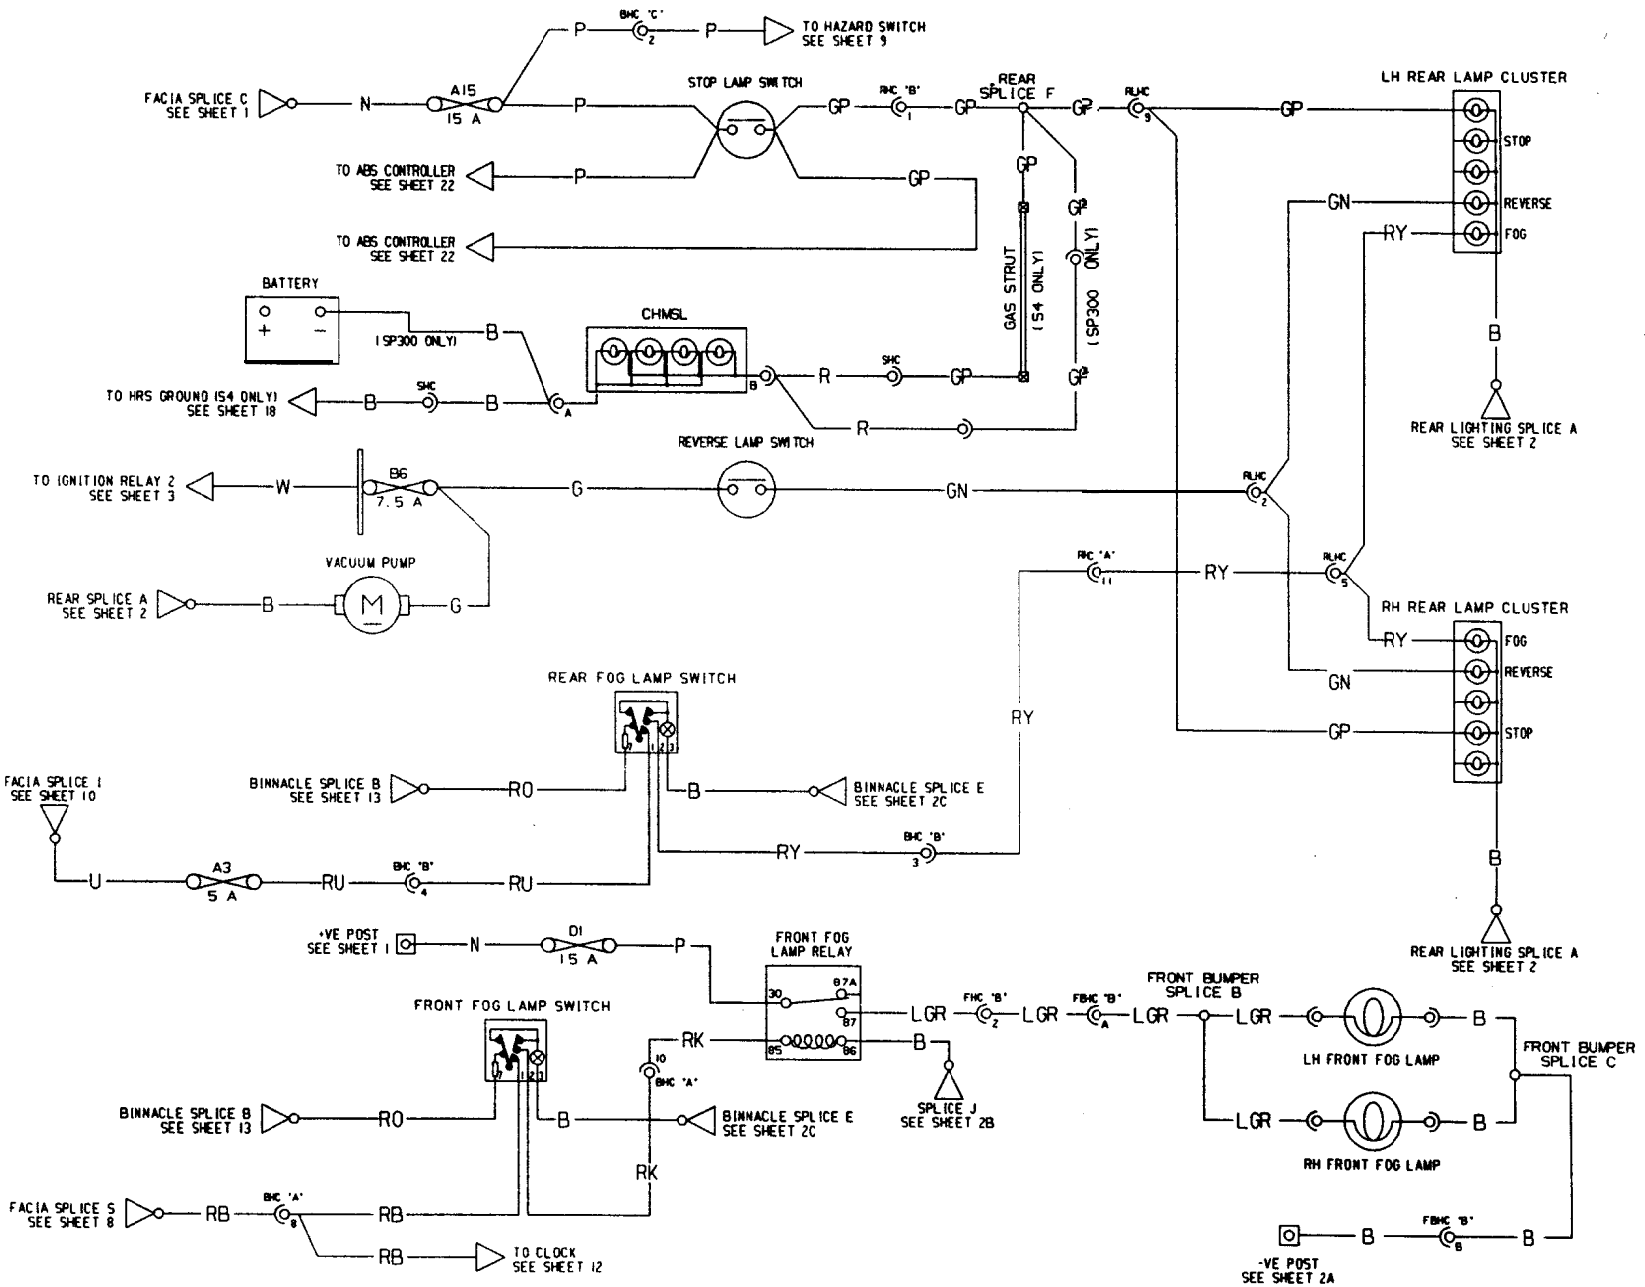 BHC 'C'
P
2
P
TO HAZARD SWITCH
SEE SHEET 9
FACIA SPLICE C
SEE SHEET 1
N
A15
15 A
P
STOP LAMP SWITCH
GP
RHC 'B'
1
GP
REAR
SPLICE F
GP
RLHC
9
GP
LH REAR LAMP CLUSTER
STOP
REVERSE
FOG
TO ABS CONTROLLER
SEE SHEET 22
P
GP
GP
GN
RY
TO ABS CONTROLLER
SEE SHEET 22
GAS STRUT
(S4 ONLY)
(SP300 ONLY)
BATTERY
+
-
(SP300 ONLY)
B
CHMSL
B
R
SHC
GP
B
TO HRS GROUND (S4 ONLY)
SEE SHEET 18
B
SHC
B
A
R
REAR LIGHTING SPLICE A
SEE SHEET 2
REVERSE LAMP SWITCH
TO IGNITION RELAY 2
SEE SHEET 3
W
B6
7.5 A
G
GN
RLHC
2
VACUUM PUMP
REAR SPLICE A
SEE SHEET 2
B
M
G
RHC 'A'
11
RY
RLHC
5
RH REAR LAMP CLUSTER
RY
FOG
GN
REVERSE
GP
STOP
REAR FOG LAMP SWITCH
7
1
2
3
RY
BINNACLE SPLICE B
SEE SHEET 13
RO
B
BINNACLE SPLICE E
SEE SHEET 2C
FACIA SPLICE I
SEE SHEET 10
RY
BHC 'B'
3
U
A3
5 A
RU
BHC 'B'
4
RU
B
REAR LIGHTING SPLICE A
SEE SHEET 2
+VE POST
SEE SHEET 1
N
D1
15 A
P
FRONT FOG
LAMP RELAY
30
87A
87
85
86
FRONT FOG LAMP SWITCH
7
1
2
3
RK
10
BHC 'A'
LGR
FHC 'B'
2
LGR
FBHC 'B'
A
LGR
FRONT BUMPER
SPLICE B
LGR
B
LH FRONT FOG LAMP
FRONT BUMPER
SPLICE C
B
SPLICE J
SEE SHEET 2B
BINNACLE SPLICE B
SEE SHEET 13
RO
B
BINNACLE SPLICE E
SEE SHEET 2C
LGR
B
RH FRONT FOG LAMP
RK
FACIA SPLICE S
SEE SHEET 8
RB
BHC 'A'
8
RB
RB
TO CLOCK
SEE SHEET 12
-VE POST
SEE SHEET 2A
B
FBHC 'B'
B
B